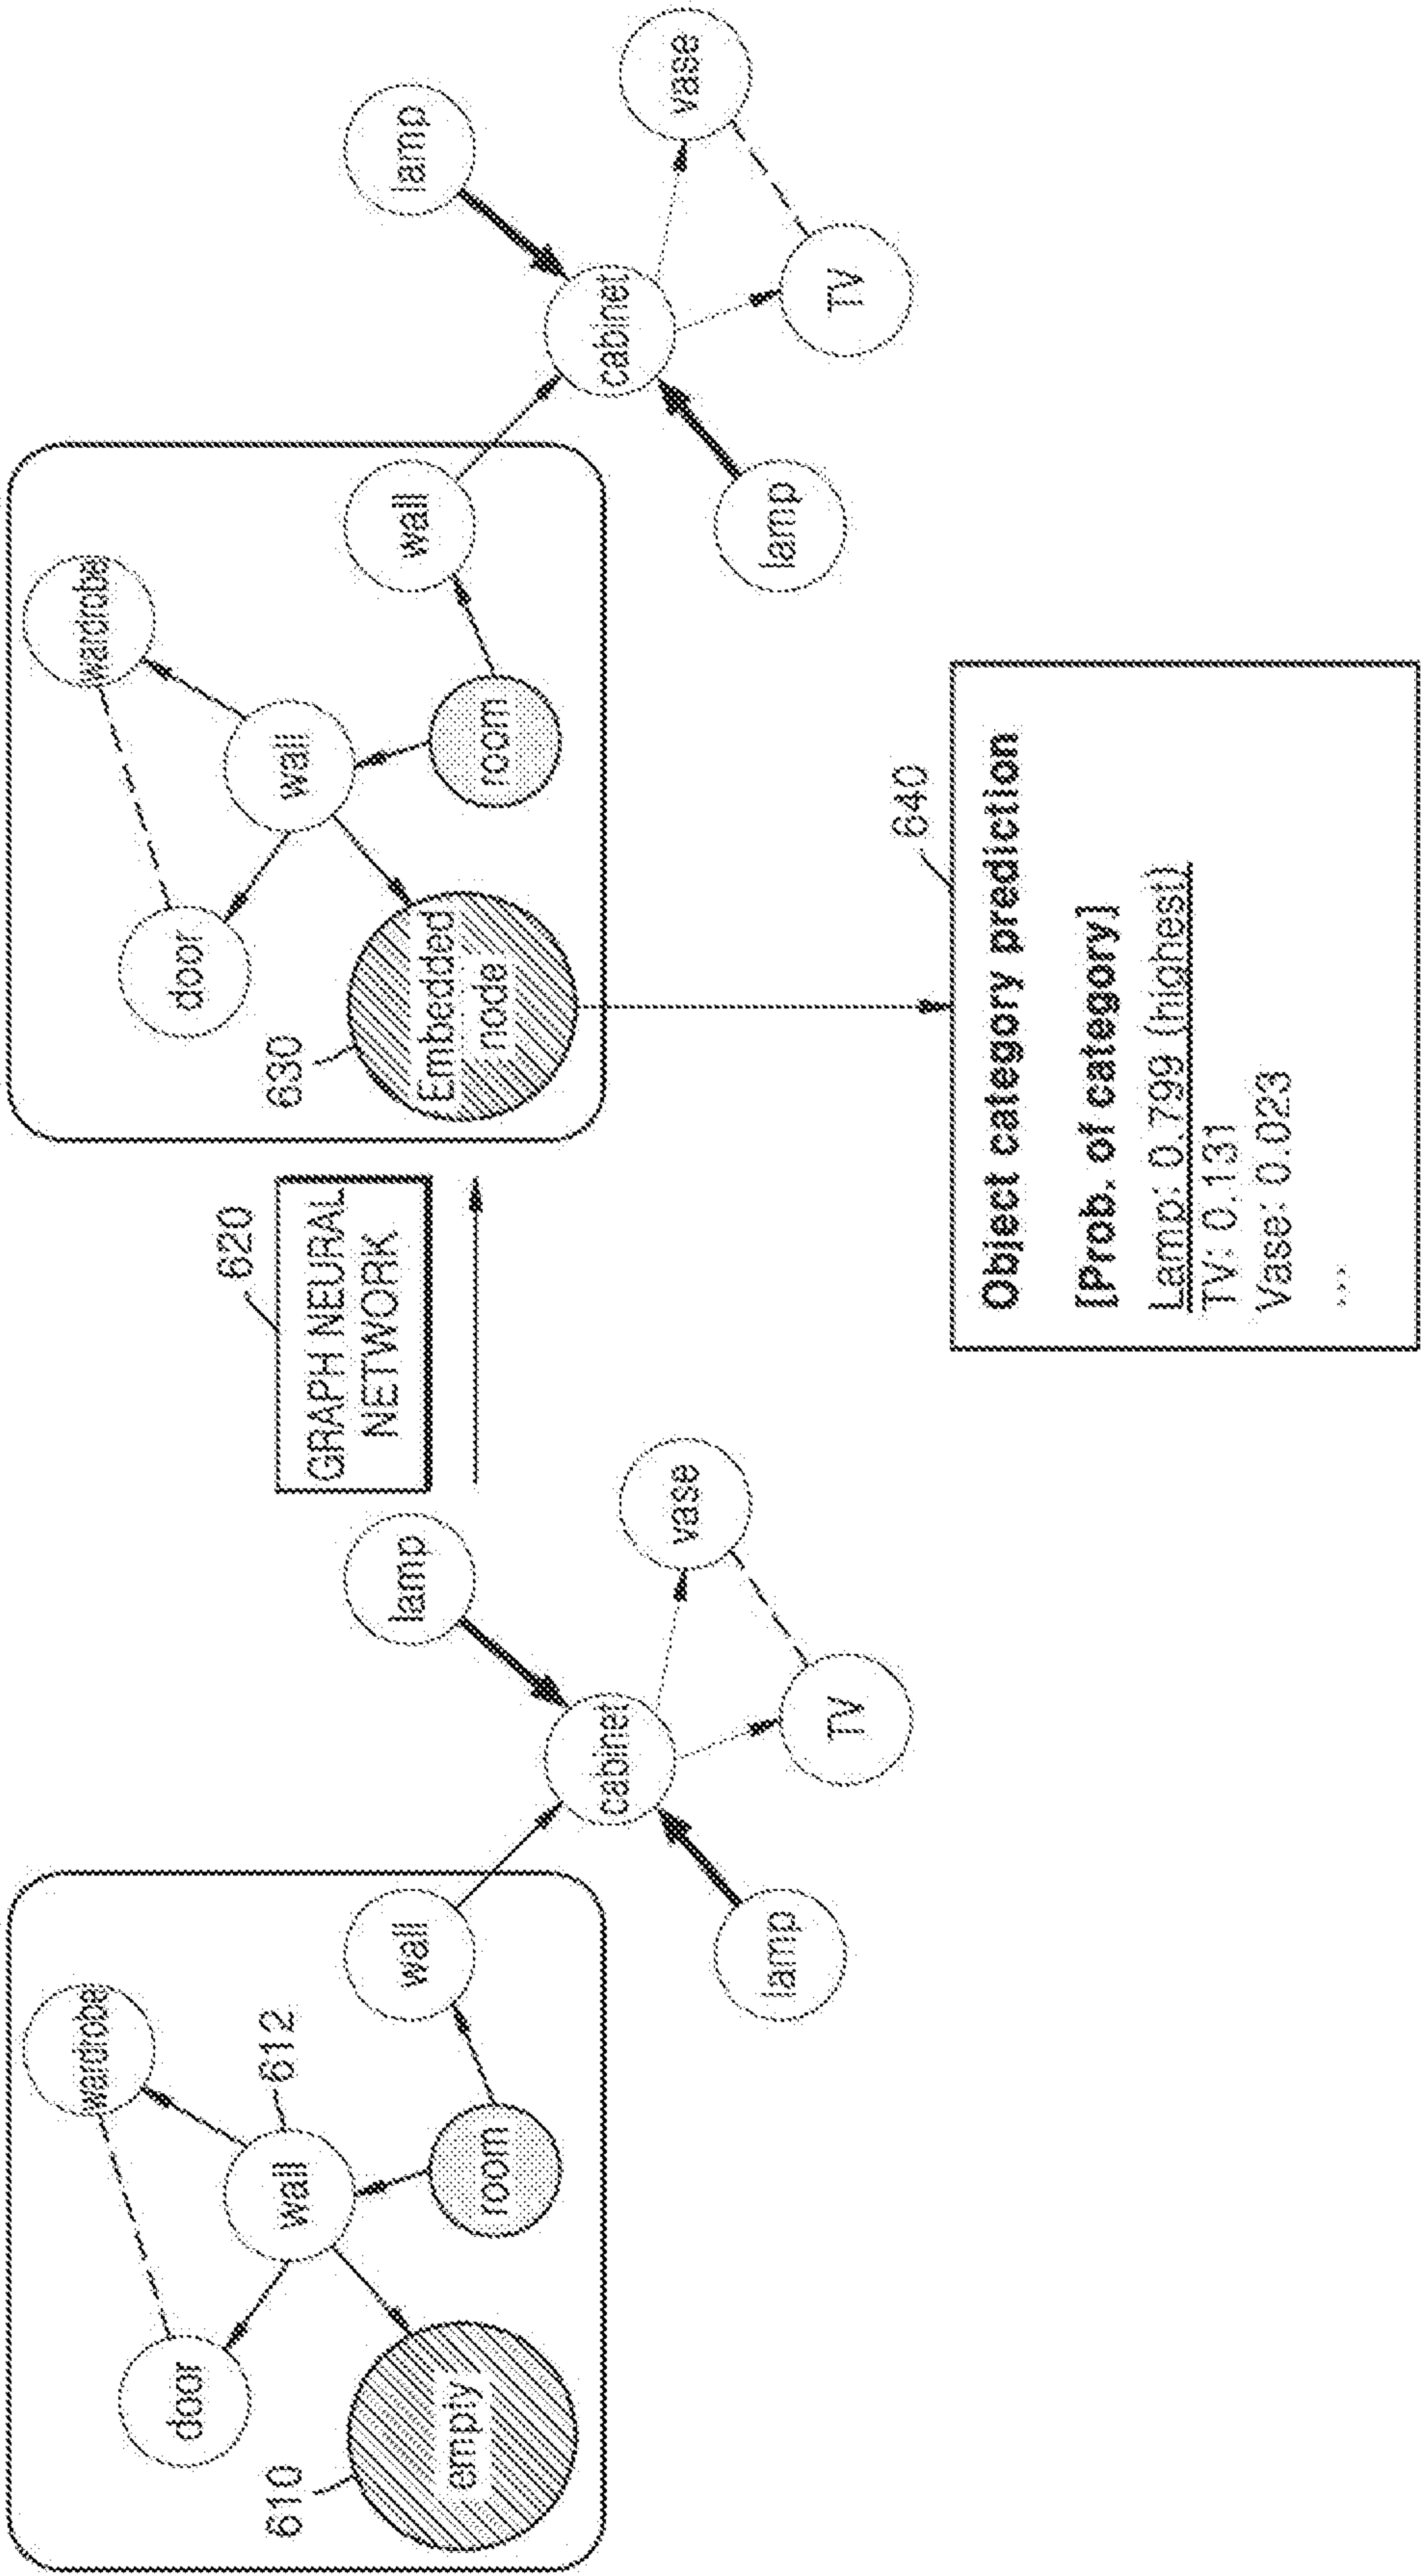 610
empty
door
wall
612
wardrobe
room
wall
lamp
cabinet
lamp
TV
vase
620
GRAPH NEURAL
NETWORK
630
Embedded
node
door
wall
wardrobe
room
wall
lamp
cabinet
lamp
TV
vase
640
Object category prediction
[Prob. of category]
Lamp: 0.799 (highest)
TV: 0.131
Vase: 0.023
...